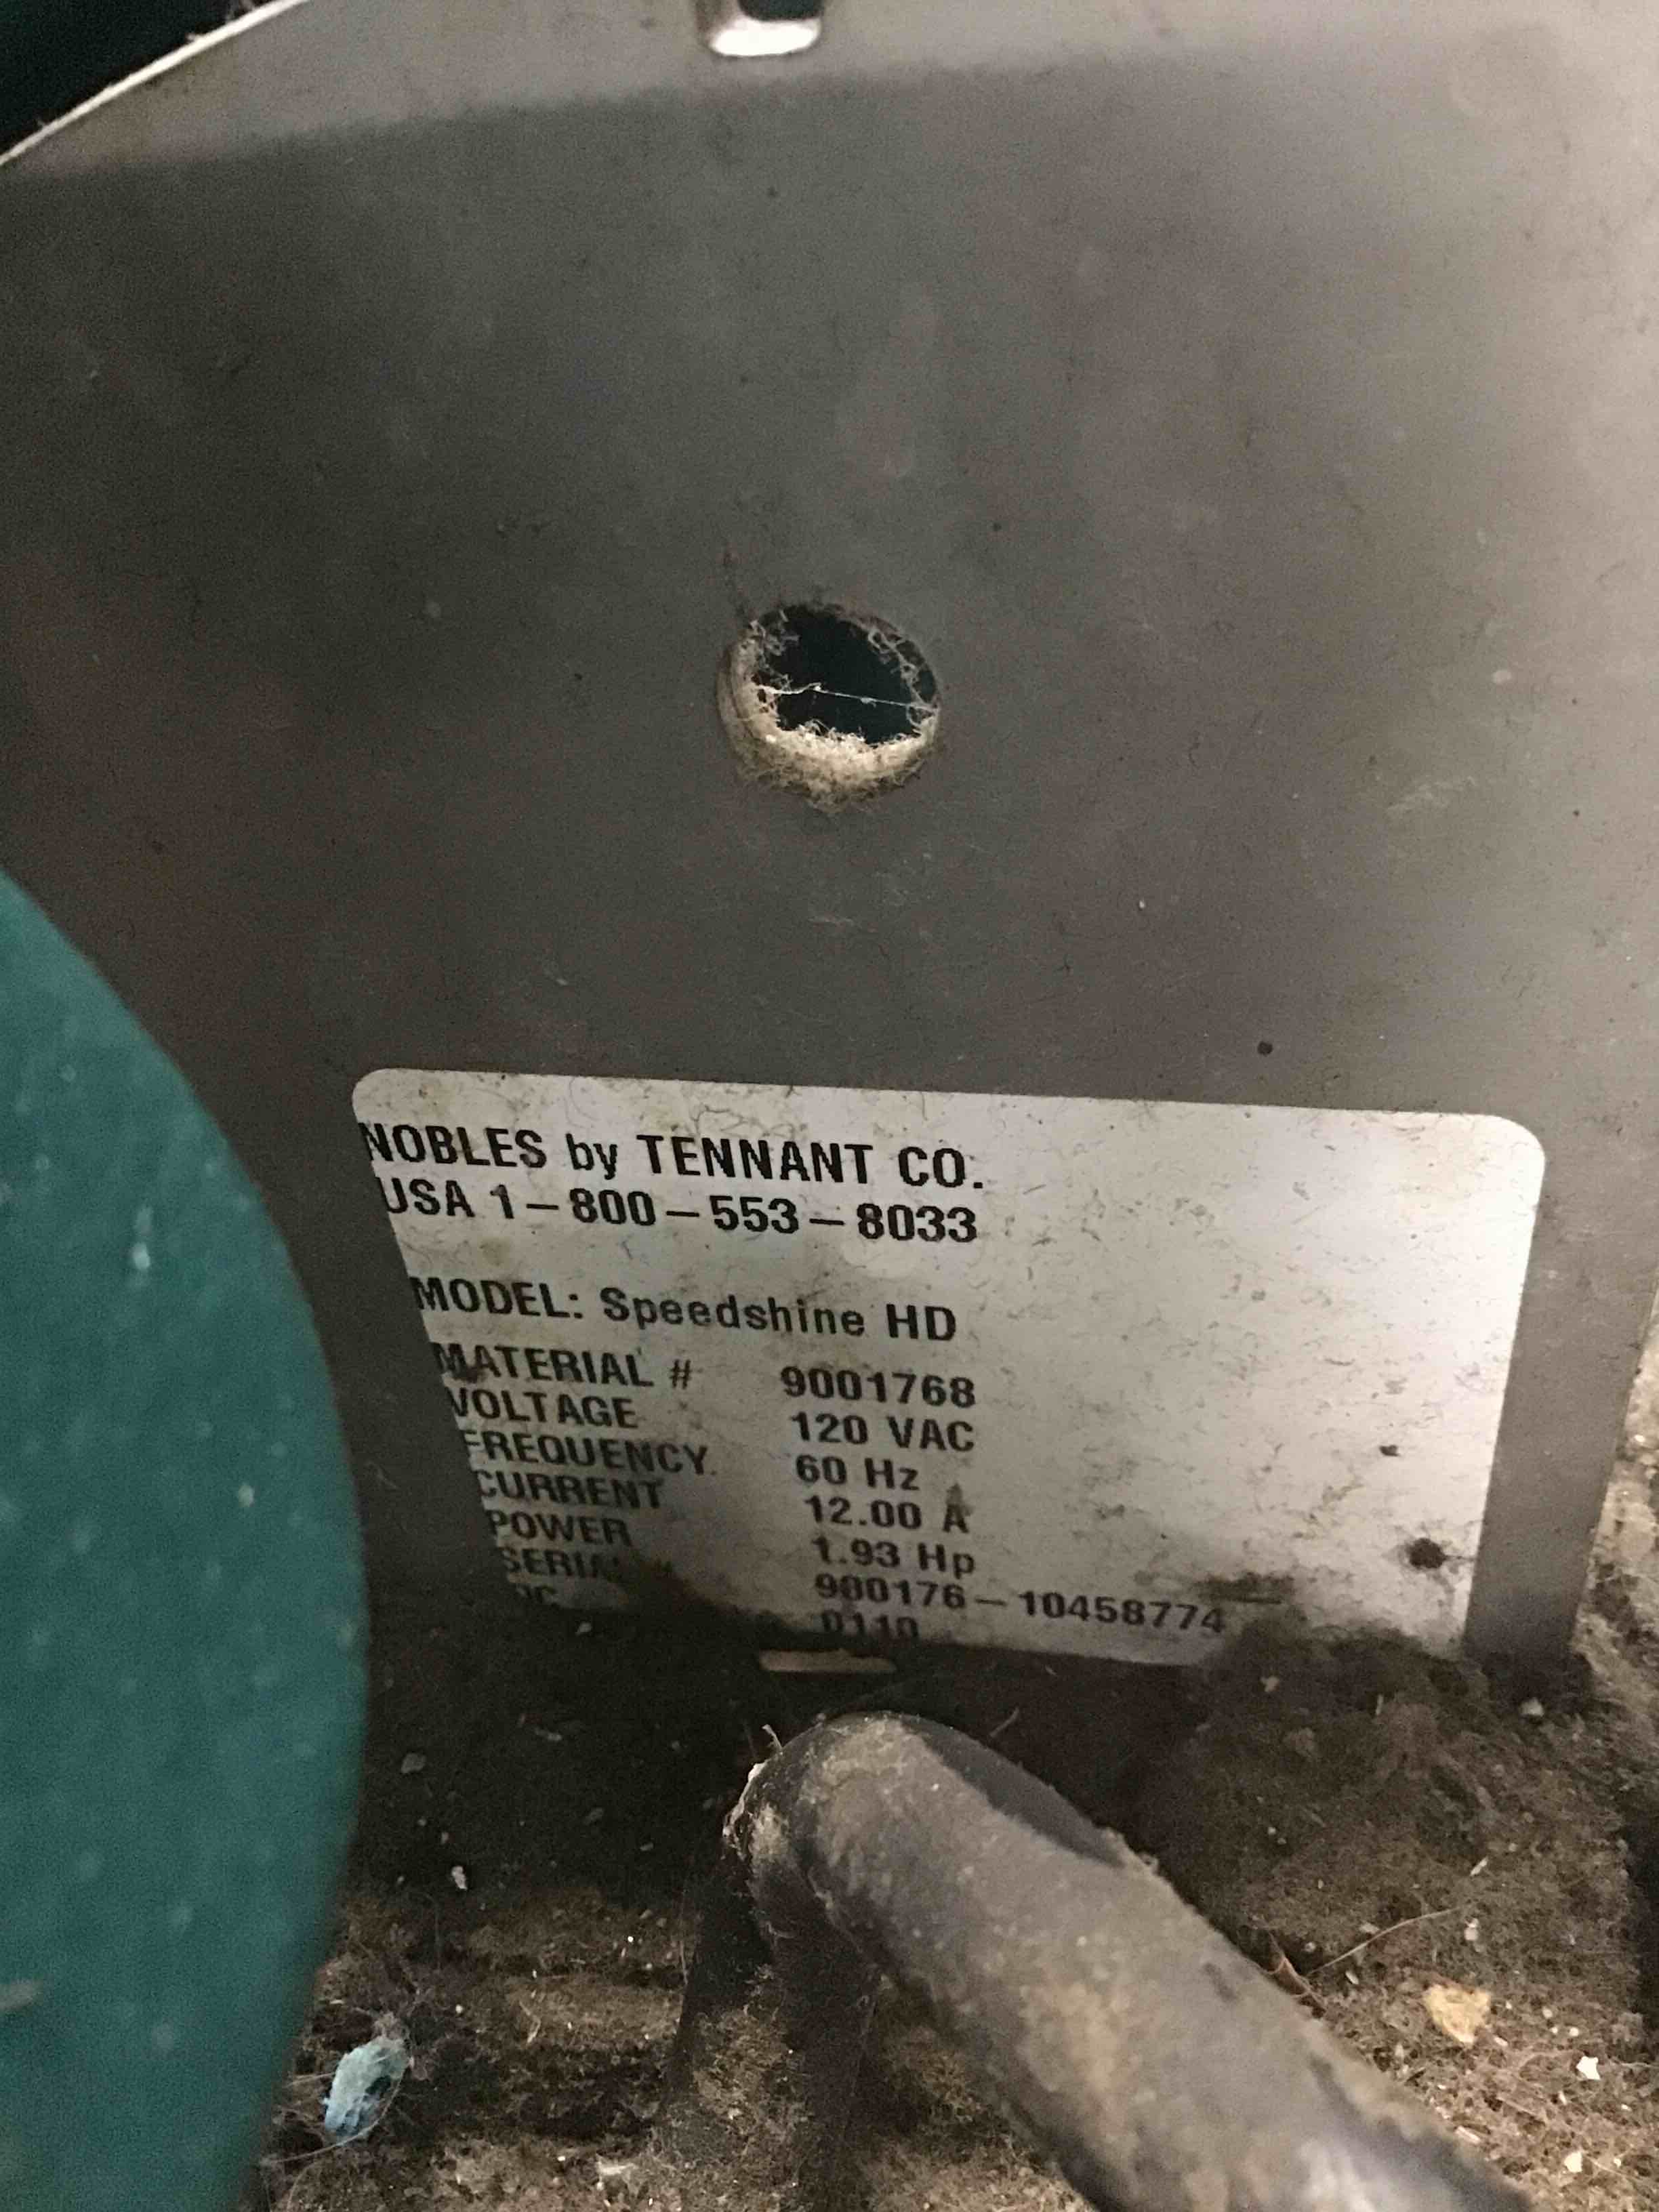 NOBLES by TENNANT CO.
USA 1-800-553-8033
MODEL: Speedshine HD
MATERIAL # 9001768
VOLTAGE 120 VAC
FREQUENCY 60 Hz
CURRENT 12.00 A
POWER 1.93 Hp
SERIAL # 900176-10458774
0110